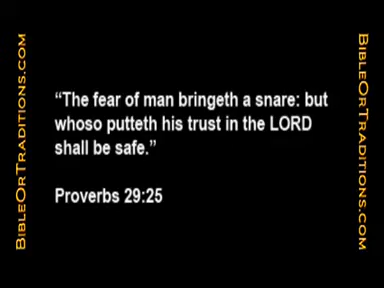 BibleOrTraditions.com
“The fear of man bringeth a snare: but
whoso putteth his trust in the LORD
shall be safe.”
Proverbs 29:25
BibleOrTraditions.com